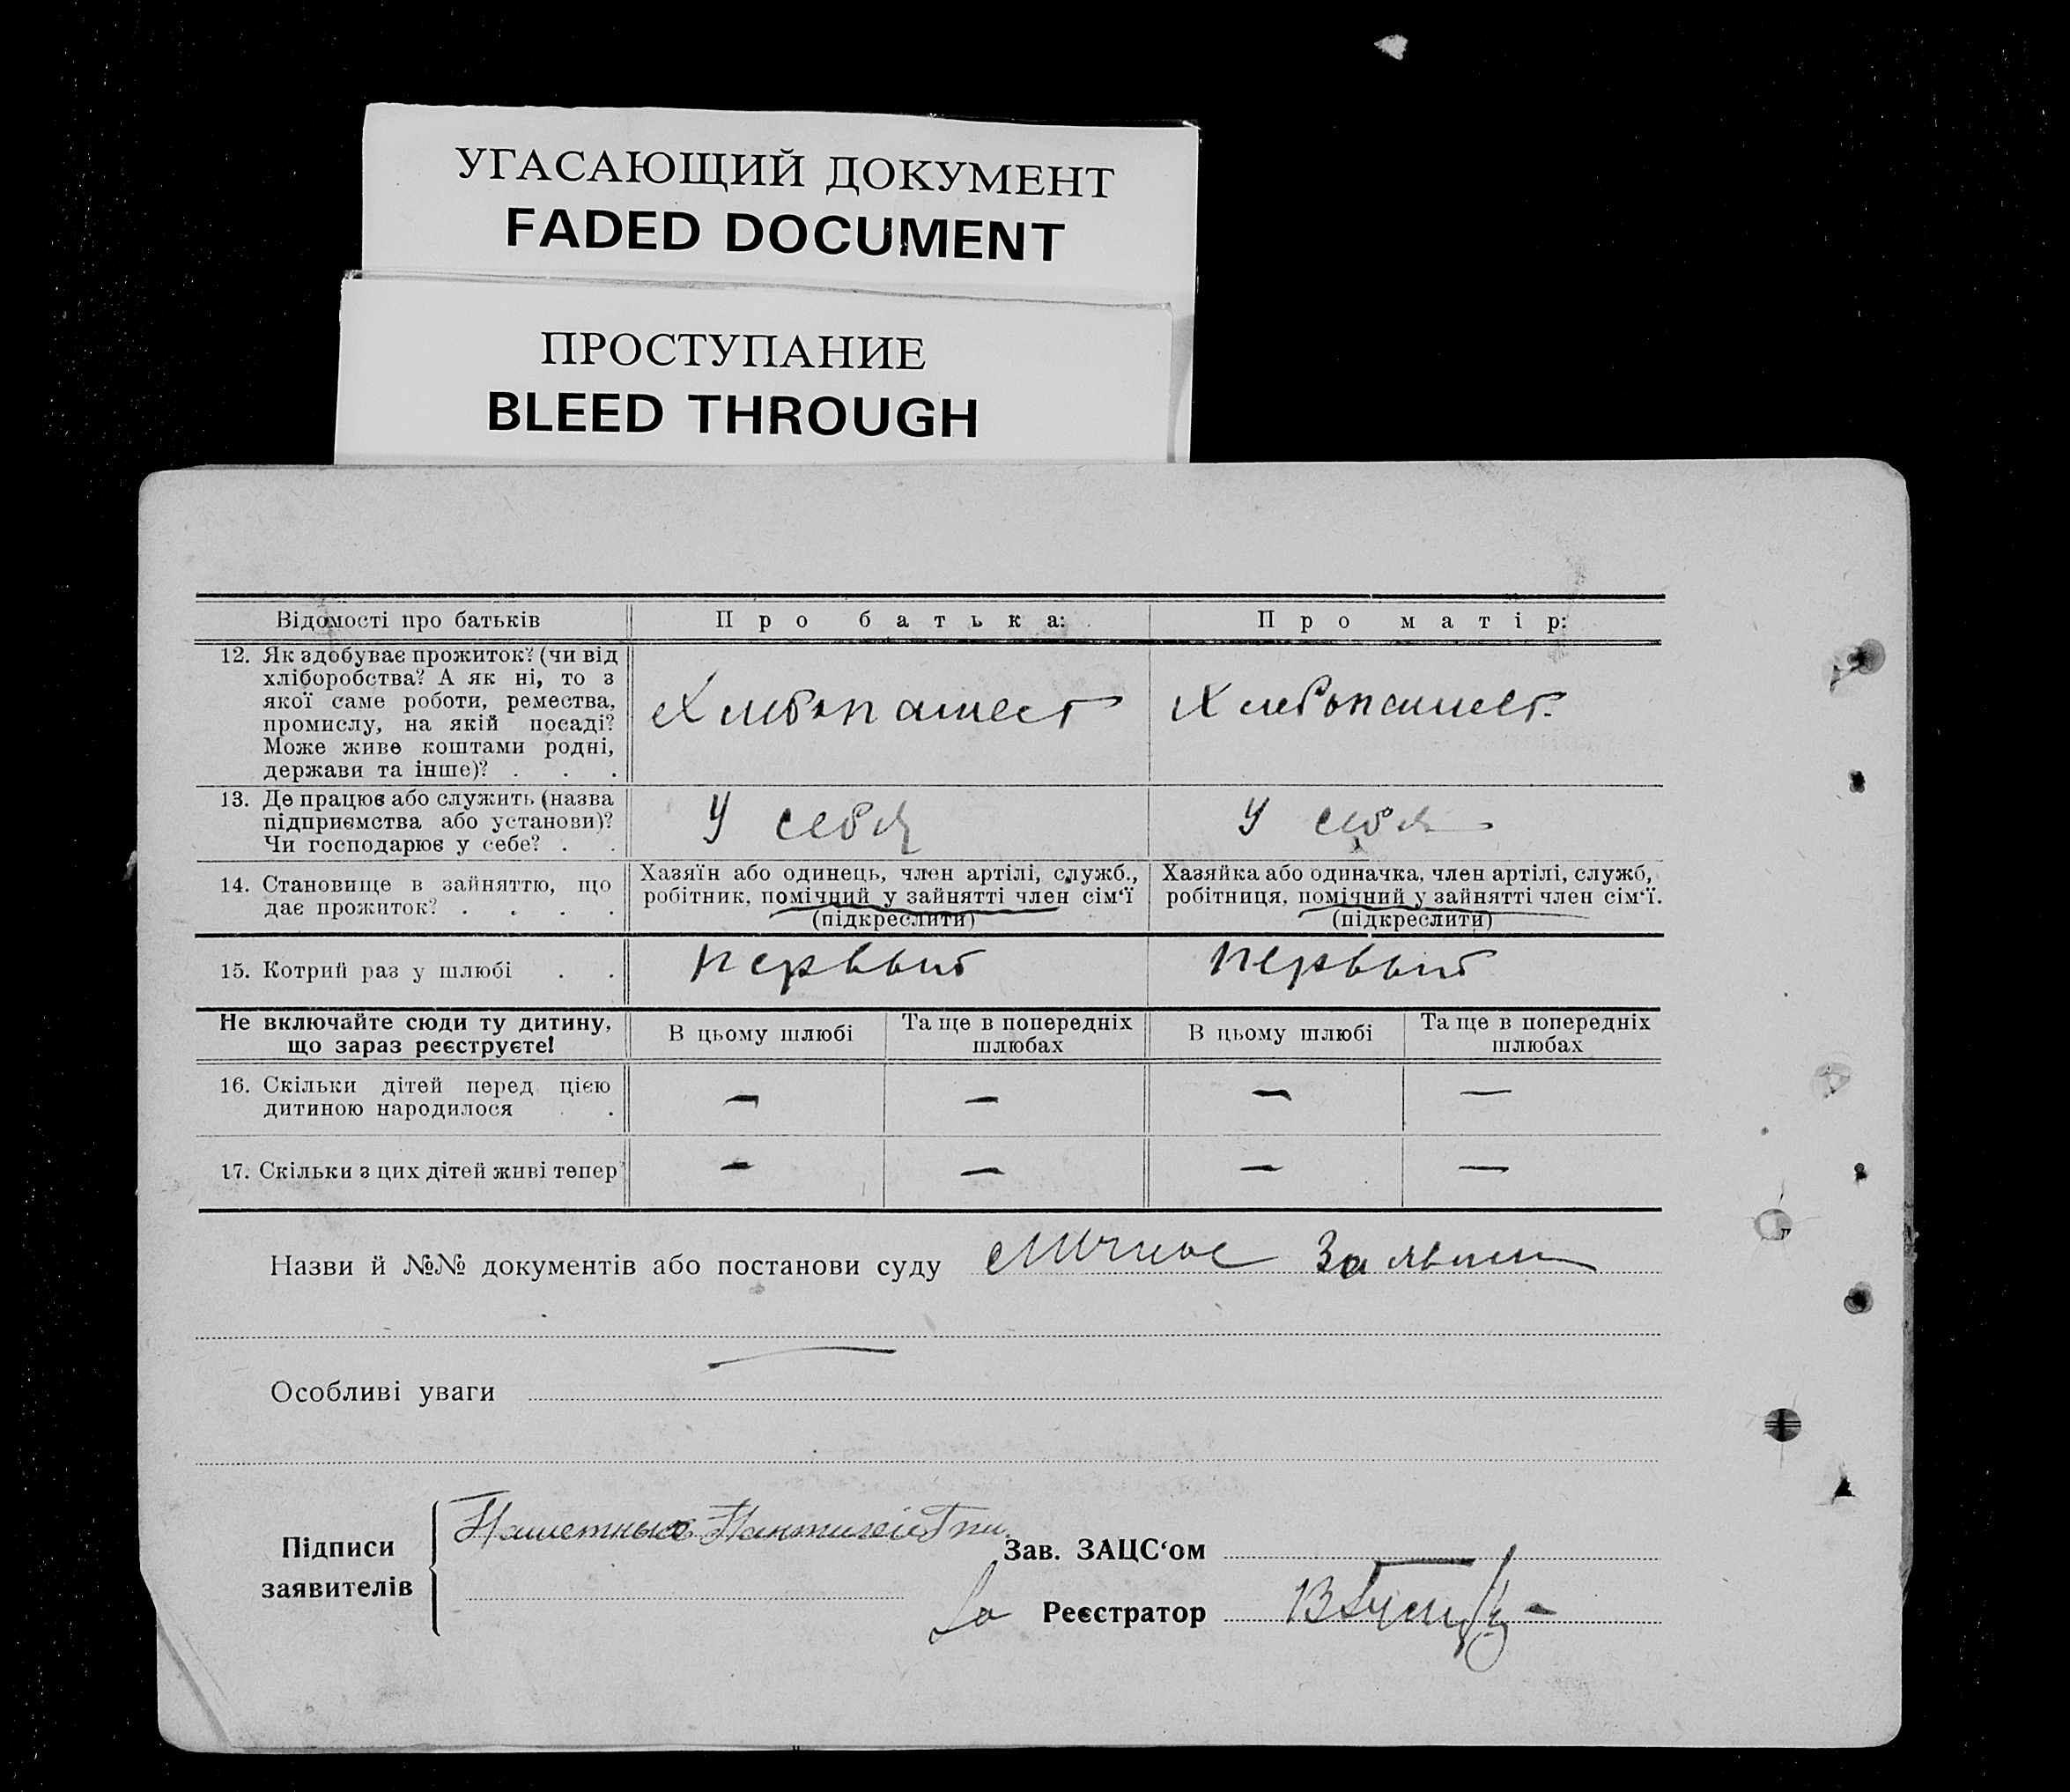 УГАСАЮЩИЙ ДОКУМЕНТ
FADED DOCUMENT
ПРОСТУПАНИЕ
BLEED THROUGH
Відомості про батьків
Про батька:
Про матір:
12. Як здобуває прожиток? (чи від
хліборобства? А як ні, то з
якої саме роботи, ремества,
промислу, на якій посаді?
Може живе коштами родні,
держави та інше)? . . .
Хлебопашест
Хлебопашест.
13. Де працює або служить (назва
підприємства або установи)?
Чи господарює у себе? . .
У себя
У себя
14. Становище в зайняттю, що
дає прожиток? . . . .
Хазяїн або одинець, член артілі, служб.,
робітник, помічний у зайнятті член сім‘ї
(підкреслити)
Хазяйка або одиначка, член артілі, служб,
робітниця, помічний у зайнятті член сім‘ї.
(підкреслити)
15. Котрий раз у шлюбі . .
первый
первый
Не включайте сюди ту дитину,
що зараз реєструєте!
В цьому шлюбі
Та ще в попередніх
шлюбах
В цьому шлюбі
Та ще в попередніх
шлюбах
16. Скільки дітей перед цією
дитиною народилося . .
—
—
—
—
17. Скільки з цих дітей живі тепер
—
—
—
—
Назви й №№ документів або постанови суду Личное Заявлен
Особливі уваги
Підписи
заявителів
Зав. ЗАЦС‘ом
Реєстратор